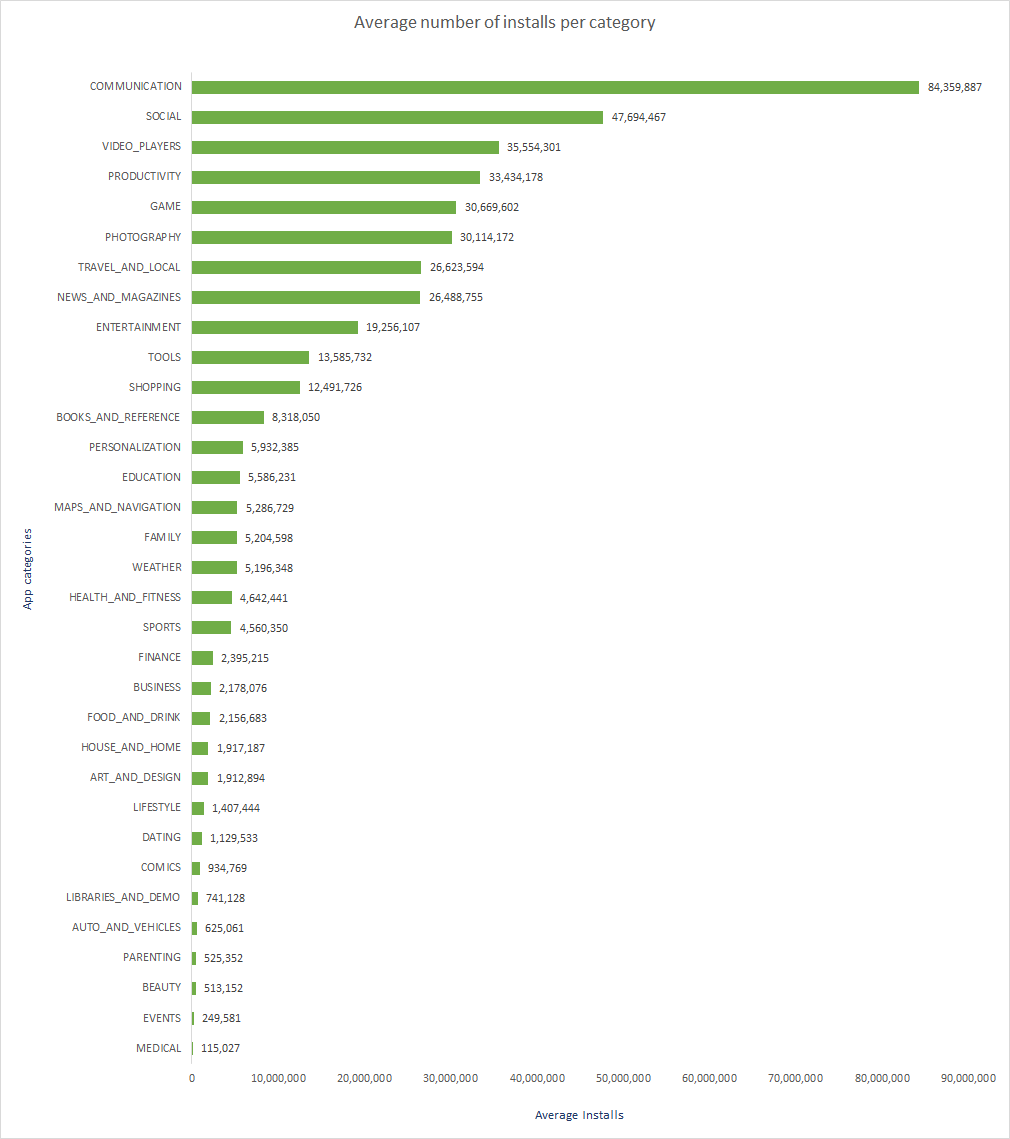 Average number of installs per category
COMMUNICATION 84,359,887
SOCIAL 47,694,467
VIDEO_PLAYERS 35,554,301
PRODUCTIVITY 33,434,178
GAME 30,669,602
PHOTOGRAPHY 30,114,172
TRAVEL_AND_LOCAL 26,623,594
NEWS_AND_MAGAZINES 26,488,755
ENTERTAINMENT 19,256,107
TOOLS 13,585,732
SHOPPING 12,491,726
BOOKS_AND_REFERENCE 8,318,050
PERSONALIZATION 5,932,385
EDUCATION 5,586,231
MAPS_AND_NAVIGATION 5,286,729
FAMILY 5,204,598
WEATHER 5,196,348
HEALTH_AND_FITNESS 4,642,441
SPORTS 4,560,350
FINANCE 2,395,215
BUSINESS 2,178,076
FOOD_AND_DRINK 2,156,683
HOUSE_AND_HOME 1,917,187
ART_AND_DESIGN 1,912,894
LIFESTYLE 1,407,444
DATING 1,129,533
COMICS 934,769
LIBRARIES_AND_DEMO 741,128
AUTO_AND_VEHICLES 625,061
PARENTING 525,352
BEAUTY 513,152
EVENTS 249,581
MEDICAL 115,027
App categories
0 10,000,000 20,000,000 30,000,000 40,000,000 50,000,000 60,000,000 70,000,000 80,000,000 90,000,000
Average Installs